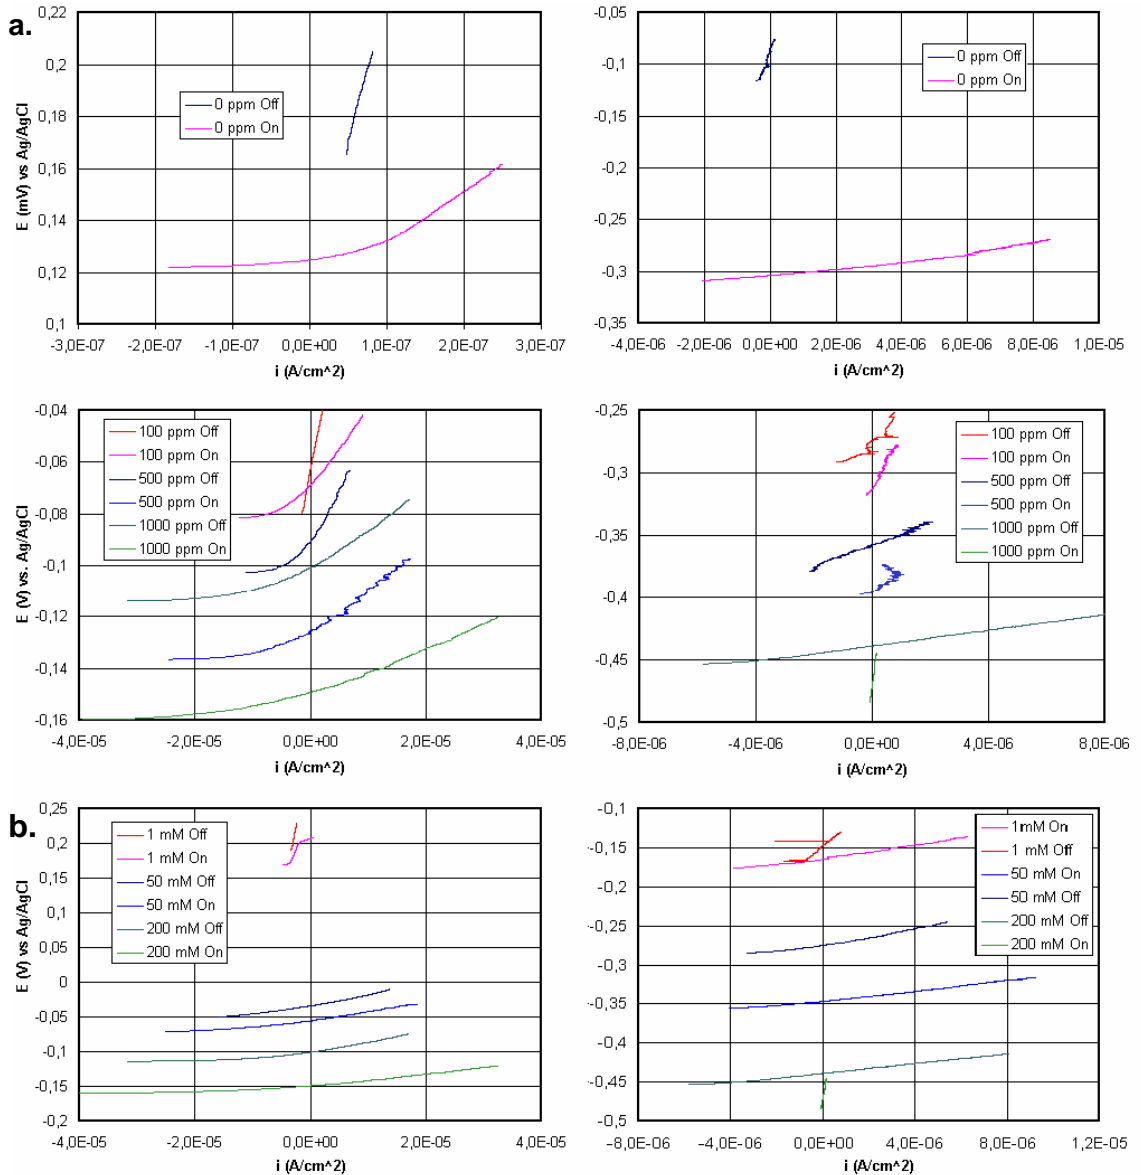 a.
0,22
0,2
0,18
0,16
0,14
0,12
0,1
E (mV) vs Ag/AgCl
0 ppm Off
0 ppm On
-3,0E-07 -2,0E-07 -1,0E-07 0,0E+00 1,0E-07 2,0E-07 3,0E-07
i (A/cm^2)
-0,05
-0,1
-0,15
-0,2
-0,25
-0,3
-0,35
0 ppm Off
0 ppm On
-4,0E-06 -2,0E-06 0,0E+00 2,0E-06 4,0E-06 6,0E-06 8,0E-06 1,0E-05
i (A/cm^2)
-0,04
-0,06
-0,08
-0,1
-0,12
-0,14
-0,16
E (V) vs. Ag/AgCl
100 ppm Off
100 ppm On
500 ppm Off
500 ppm On
1000 ppm Off
1000 ppm On
-4,0E-05 -2,0E-05 0,0E+00 2,0E-05 4,0E-05
i (A/cm^2)
-0,25
-0,3
-0,35
-0,4
-0,45
-0,5
100 ppm Off
100 ppm On
500 ppm Off
500 ppm On
1000 ppm Off
1000 ppm On
-8,0E-06 -4,0E-06 0,0E+00 4,0E-06 8,0E-06
i (A/cm^2)
b.
0,25
0,2
0,15
0,1
0,05
0
-0,05
-0,1
-0,15
-0,2
E (V) vs Ag/AgCl
1 mM Off
1 mM On
50 mM Off
50 mM On
200 mM Off
200 mM On
-4,0E-05 -2,0E-05 0,0E+00 2,0E-05 4,0E-05
i (A/cm^2)
-0,1
-0,15
-0,2
-0,25
-0,3
-0,35
-0,4
-0,45
-0,5
1mM On
1 mM Off
50 mM On
50 mM Off
200 mM Off
200 mM On
-8,0E-06 -4,0E-06 0,0E+00 4,0E-06 8,0E-06 1,2E-05
i (A/cm^2)